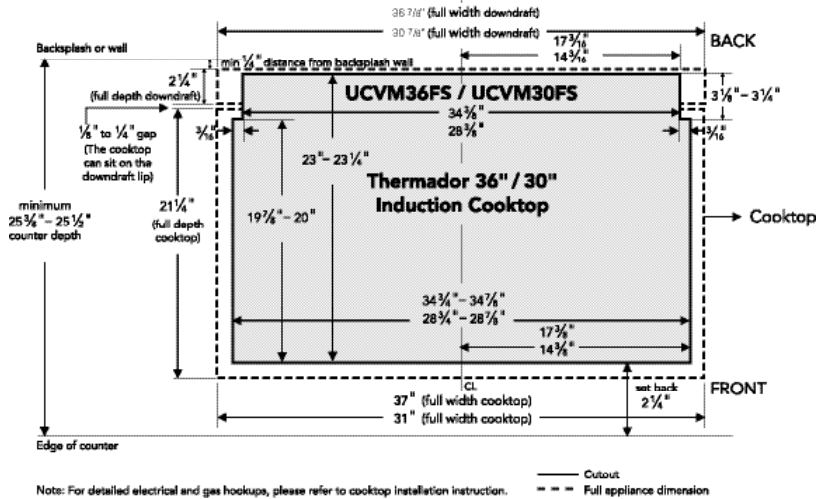 36 7/8" (full width downdraft)
30 7/8" (full width downdraft)
Backsplash or wall
17 3/16"
14 3/16"
BACK
min 1/4" distance from backsplash wall
2 1/4"
(full depth downdraft)
UCVM36FS / UCVM30FS
3 1/8" – 3 1/4"
34 3/8"
28 3/8"
1/8" to 1/4" gap
(The cooktop
can sit on the
downdraft lip)
3/16"
3/16"
23" – 23 1/4"
Thermador 36" / 30"
Induction Cooktop
minimum
25 3/8" – 25 1/2"
counter depth
21 1/4"
(full depth
cooktop)
19 7/8" – 20"
Cooktop
34 3/4" – 34 7/8"
28 3/4" – 28 7/8"
17 3/8"
14 3/8"
CL
set back
2 1/4"
FRONT
37" (full width cooktop)
31" (full width cooktop)
Edge of counter
Cutout
Note: For detailed electrical and gas hookups, please refer to cooktop installation instruction.
Full appliance dimension